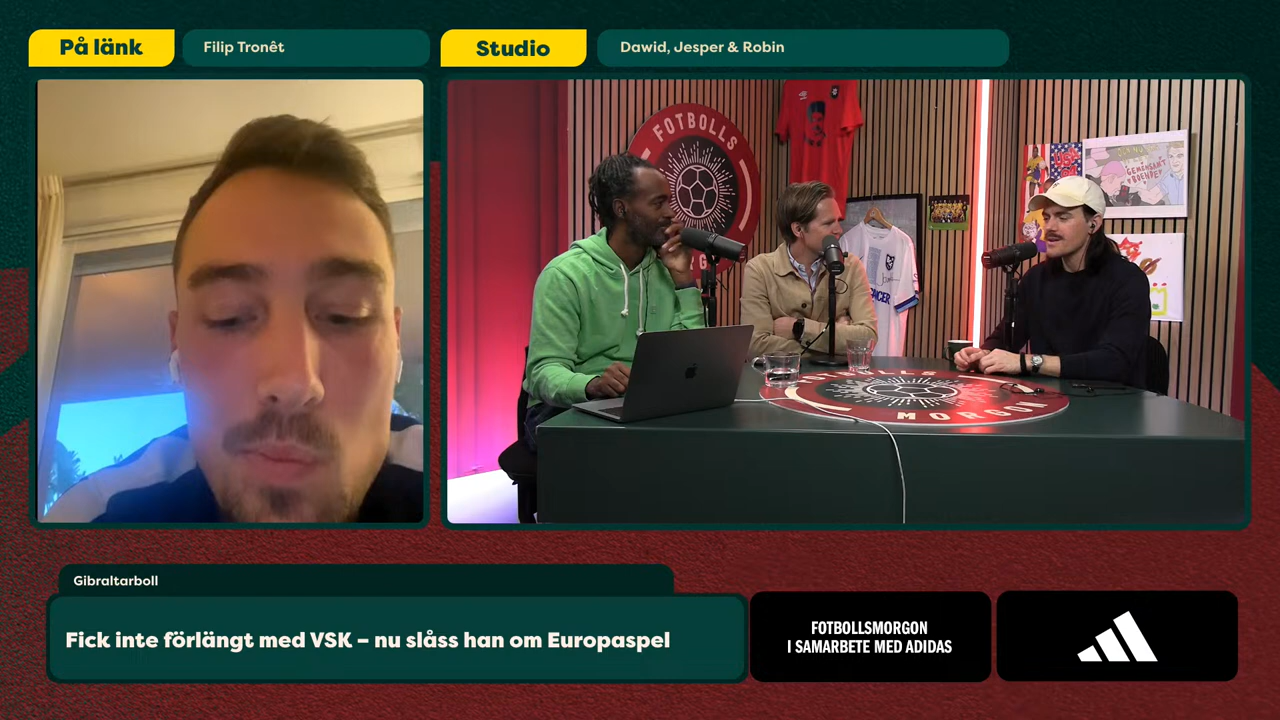 På länk
Filip Tronêt
Studio
Dawid, Jesper & Robin
FOTBOLLS
GEMENSAMT
MORGON
Gibraltarboll
Fick inte förlängt med VSK – nu slåss han om Europaspel
FOTBOLLSMORGON
I SAMARBETE MED ADIDAS